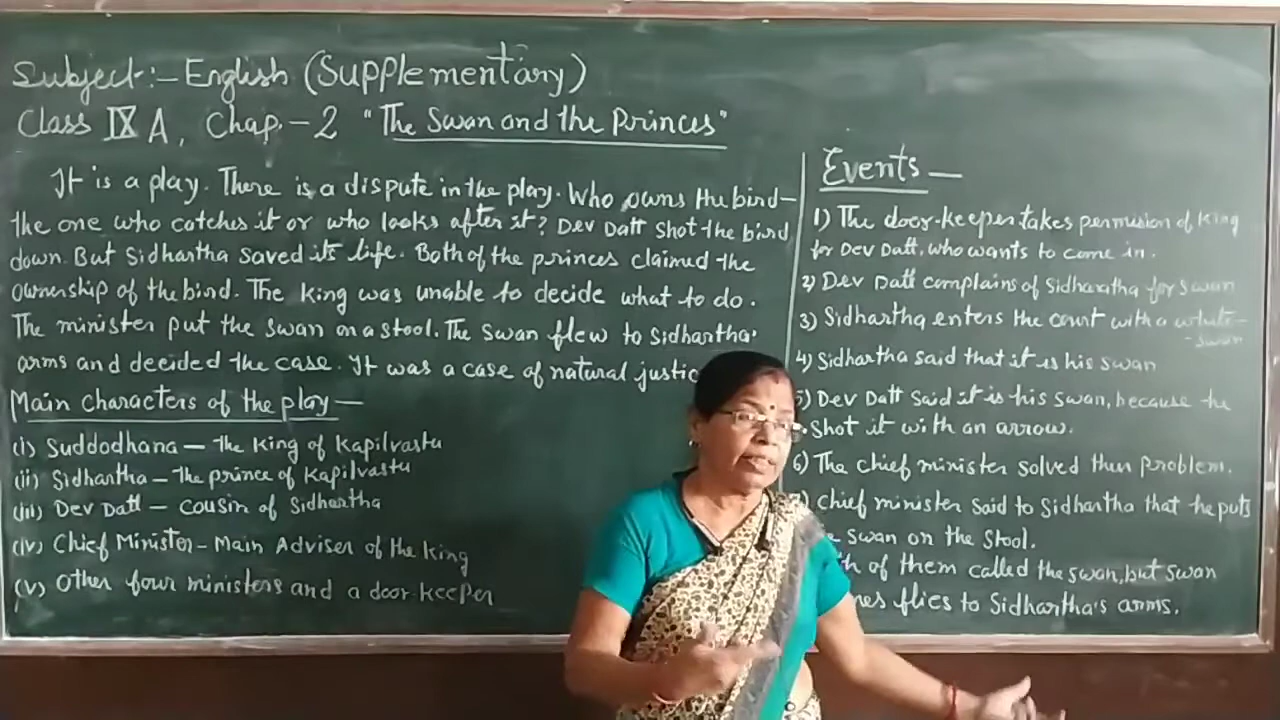 Subject:- English (Supplementary)
Class IX A, Chap.-2 "The Swan and the Princes"
It is a play. There is a dispute in the play. Who owns the bird-
the one who catches it or who looks after it? Dev Datt shot the bird
down. But Sidhartha saved its life. Both of the princes claimed the
ownership of the bird. The king was unable to decide what to do.
The minister put the swan on a stool. The swan flew to Sidhartha's
arms and decided the case. It was a case of natural justic
Main characters of the play-
(i) Suddodhana - The King of Kapilvastu
(ii) Sidhartha - The prince of Kapilvastu
(iii) Dev Datt - cousin of Sidhartha
(iv) Chief Minister - Main Adviser of the king
(v) Other four ministers and a door-keeper
Events-
1) The door-keeper takes permission of King
for Dev Datt, who wants to come in.
2) Dev Datt complains of Sidhartha for swan
3) Sidhartha enters the court with a white-
-swan
4) Sidhartha said that it is his swan
5) Dev Datt said it is his swan, because the
shot it with an arrow.
6) The chief minister solved their problem.
) Chief minister said to Sidhartha that he puts
swan on the stool.
of them called the swan, but swan
flies to Sidhartha's arms.